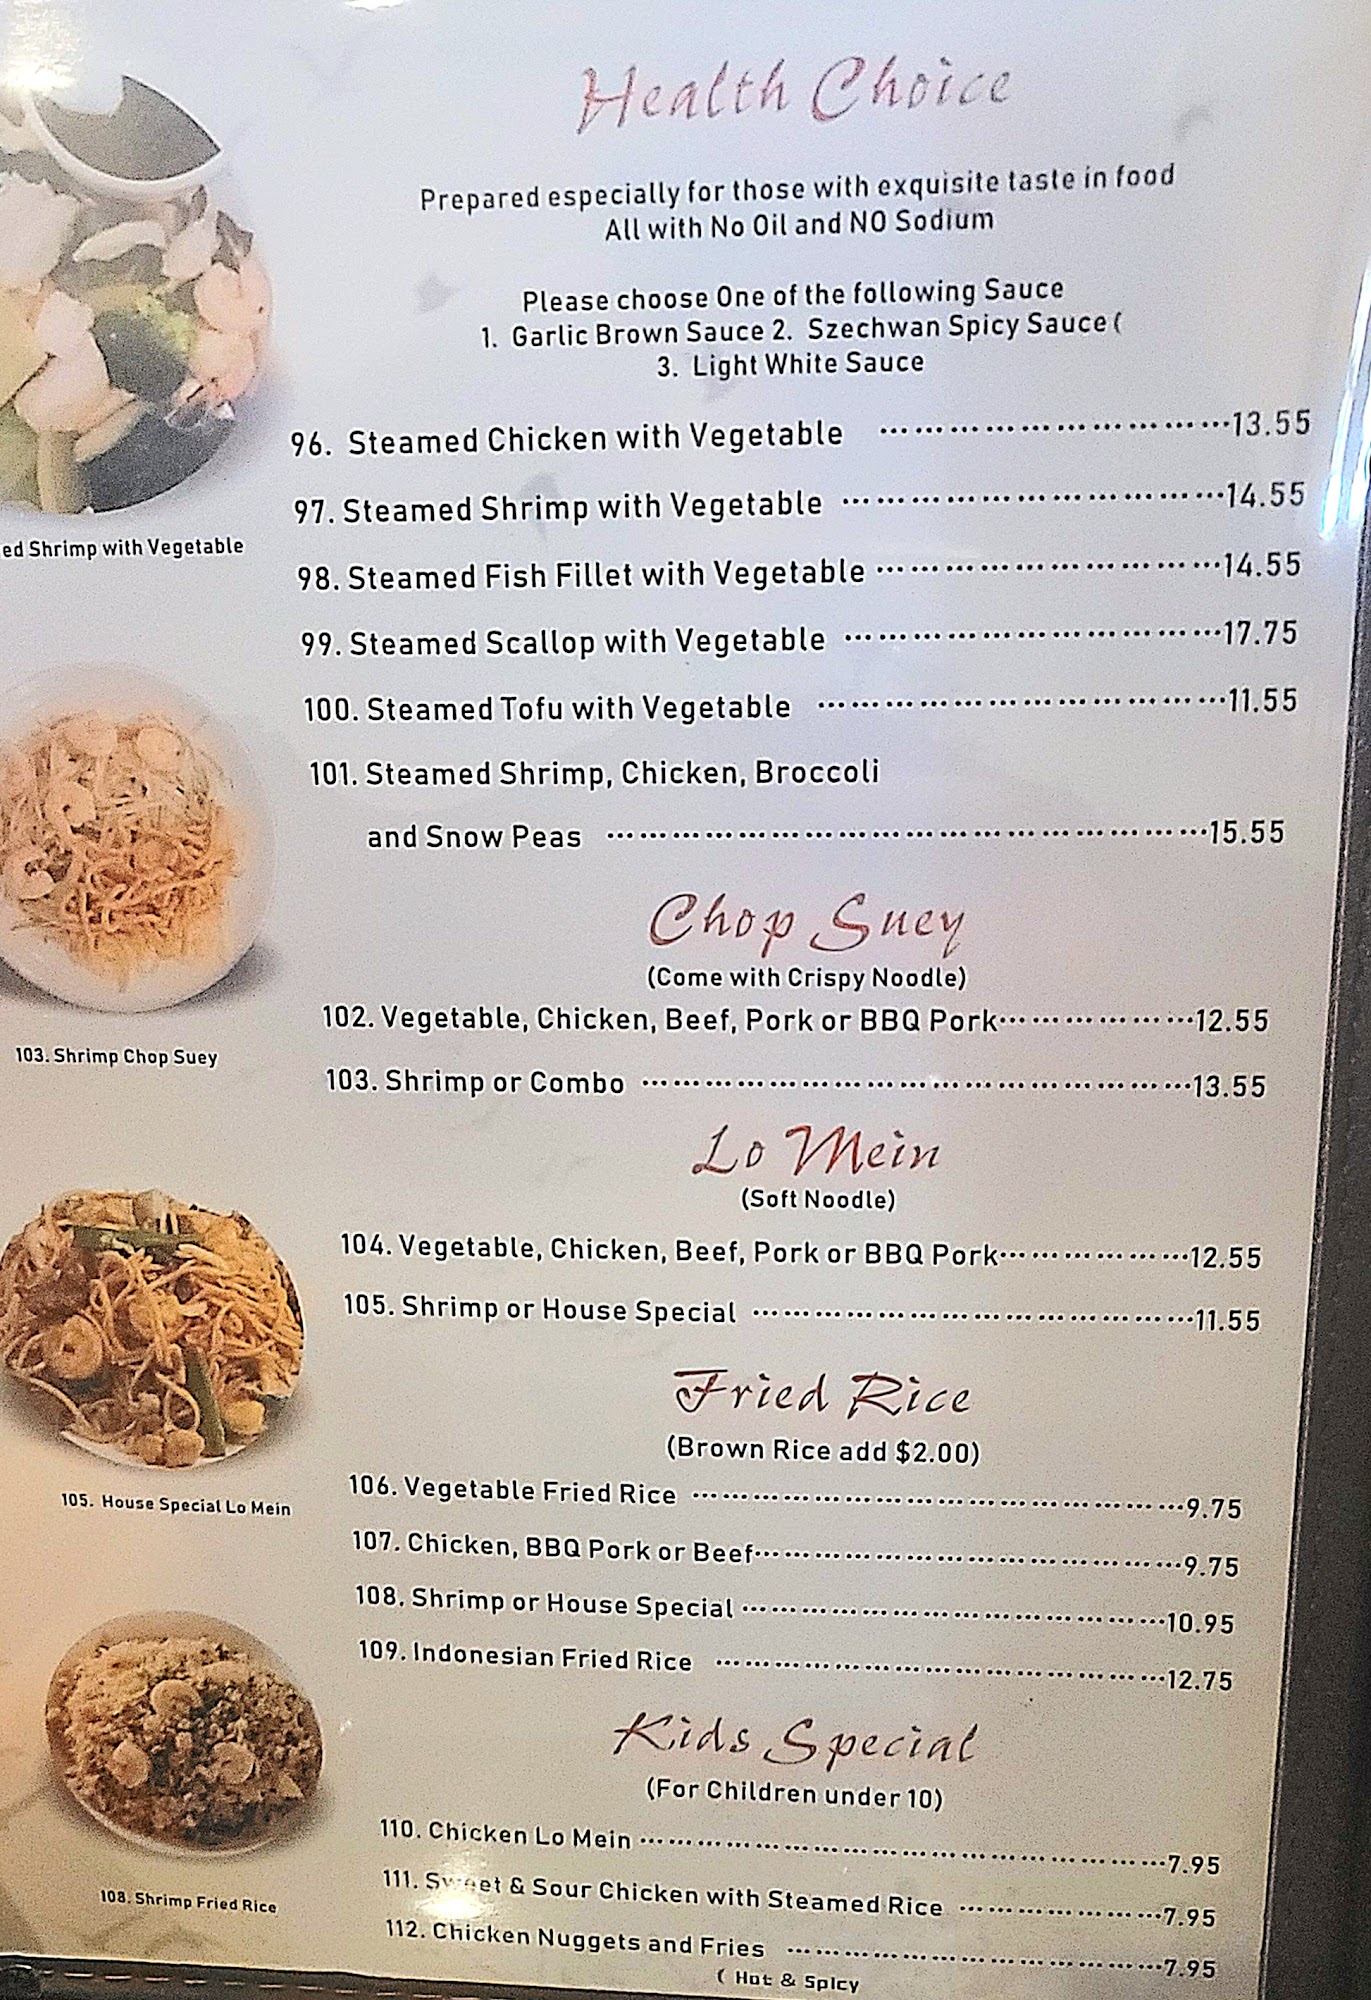 Health Choice
Prepared especially for those with exquisite taste in food
All with No Oil and NO Sodium
Please choose One of the following Sauce
1. Garlic Brown Sauce 2. Szechwan Spicy Sauce (
3. Light White Sauce
96. Steamed Chicken with Vegetable ................................13.55
97. Steamed Shrimp with Vegetable ................................14.55
98. Steamed Fish Fillet with Vegetable ................................14.55
99. Steamed Scallop with Vegetable ................................17.75
100. Steamed Tofu with Vegetable ................................11.55
101. Steamed Shrimp, Chicken, Broccoli
and Snow Peas ................................15.55
ed Shrimp with Vegetable
Chop Suey
(Come with Crispy Noodle)
102. Vegetable, Chicken, Beef, Pork or BBQ Pork..................12.55
103. Shrimp or Combo ................................13.55
103. Shrimp Chop Suey
Lo Mein
(Soft Noodle)
104. Vegetable, Chicken, Beef, Pork or BBQ Pork..................12.55
105. Shrimp or House Special ................................11.55
105. House Special Lo Mein
Fried Rice
(Brown Rice add $2.00)
106. Vegetable Fried Rice ................................9.75
107. Chicken, BBQ Pork or Beef................................9.75
108. Shrimp or House Special ................................10.95
109. Indonesian Fried Rice ................................12.75
108. Shrimp Fried Rice
Kids Special
(For Children under 10)
110. Chicken Lo Mein ................................7.95
111. Sweet & Sour Chicken with Steamed Rice ..................7.95
112. Chicken Nuggets and Fries ................................7.95
( Hot & Spicy